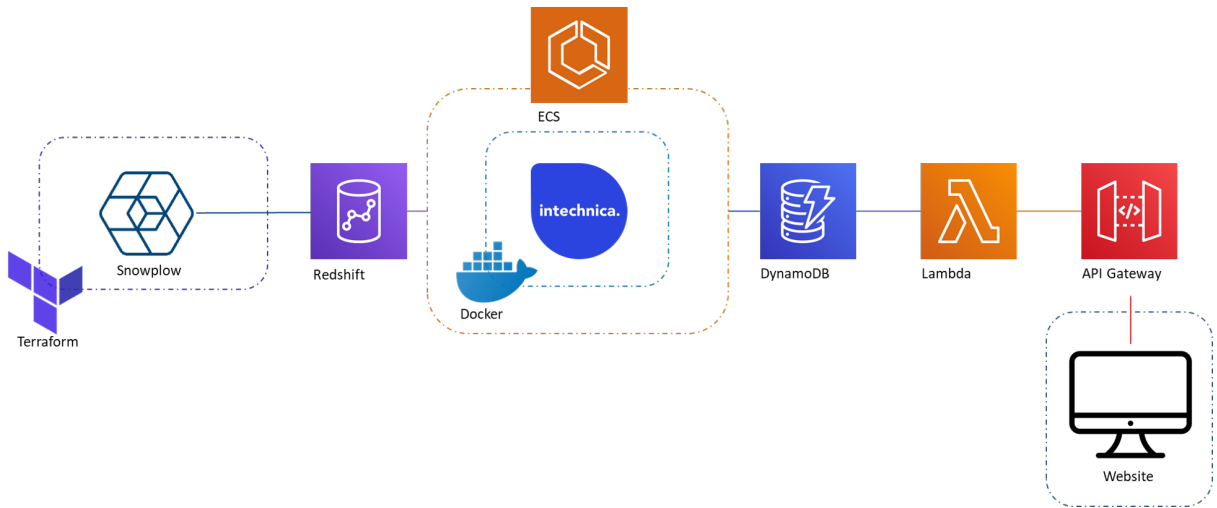 ECS
intechnica.
Snowplow
Redshift
DynamoDB
Lambda
</>
API Gateway
Docker
Terraform
Website